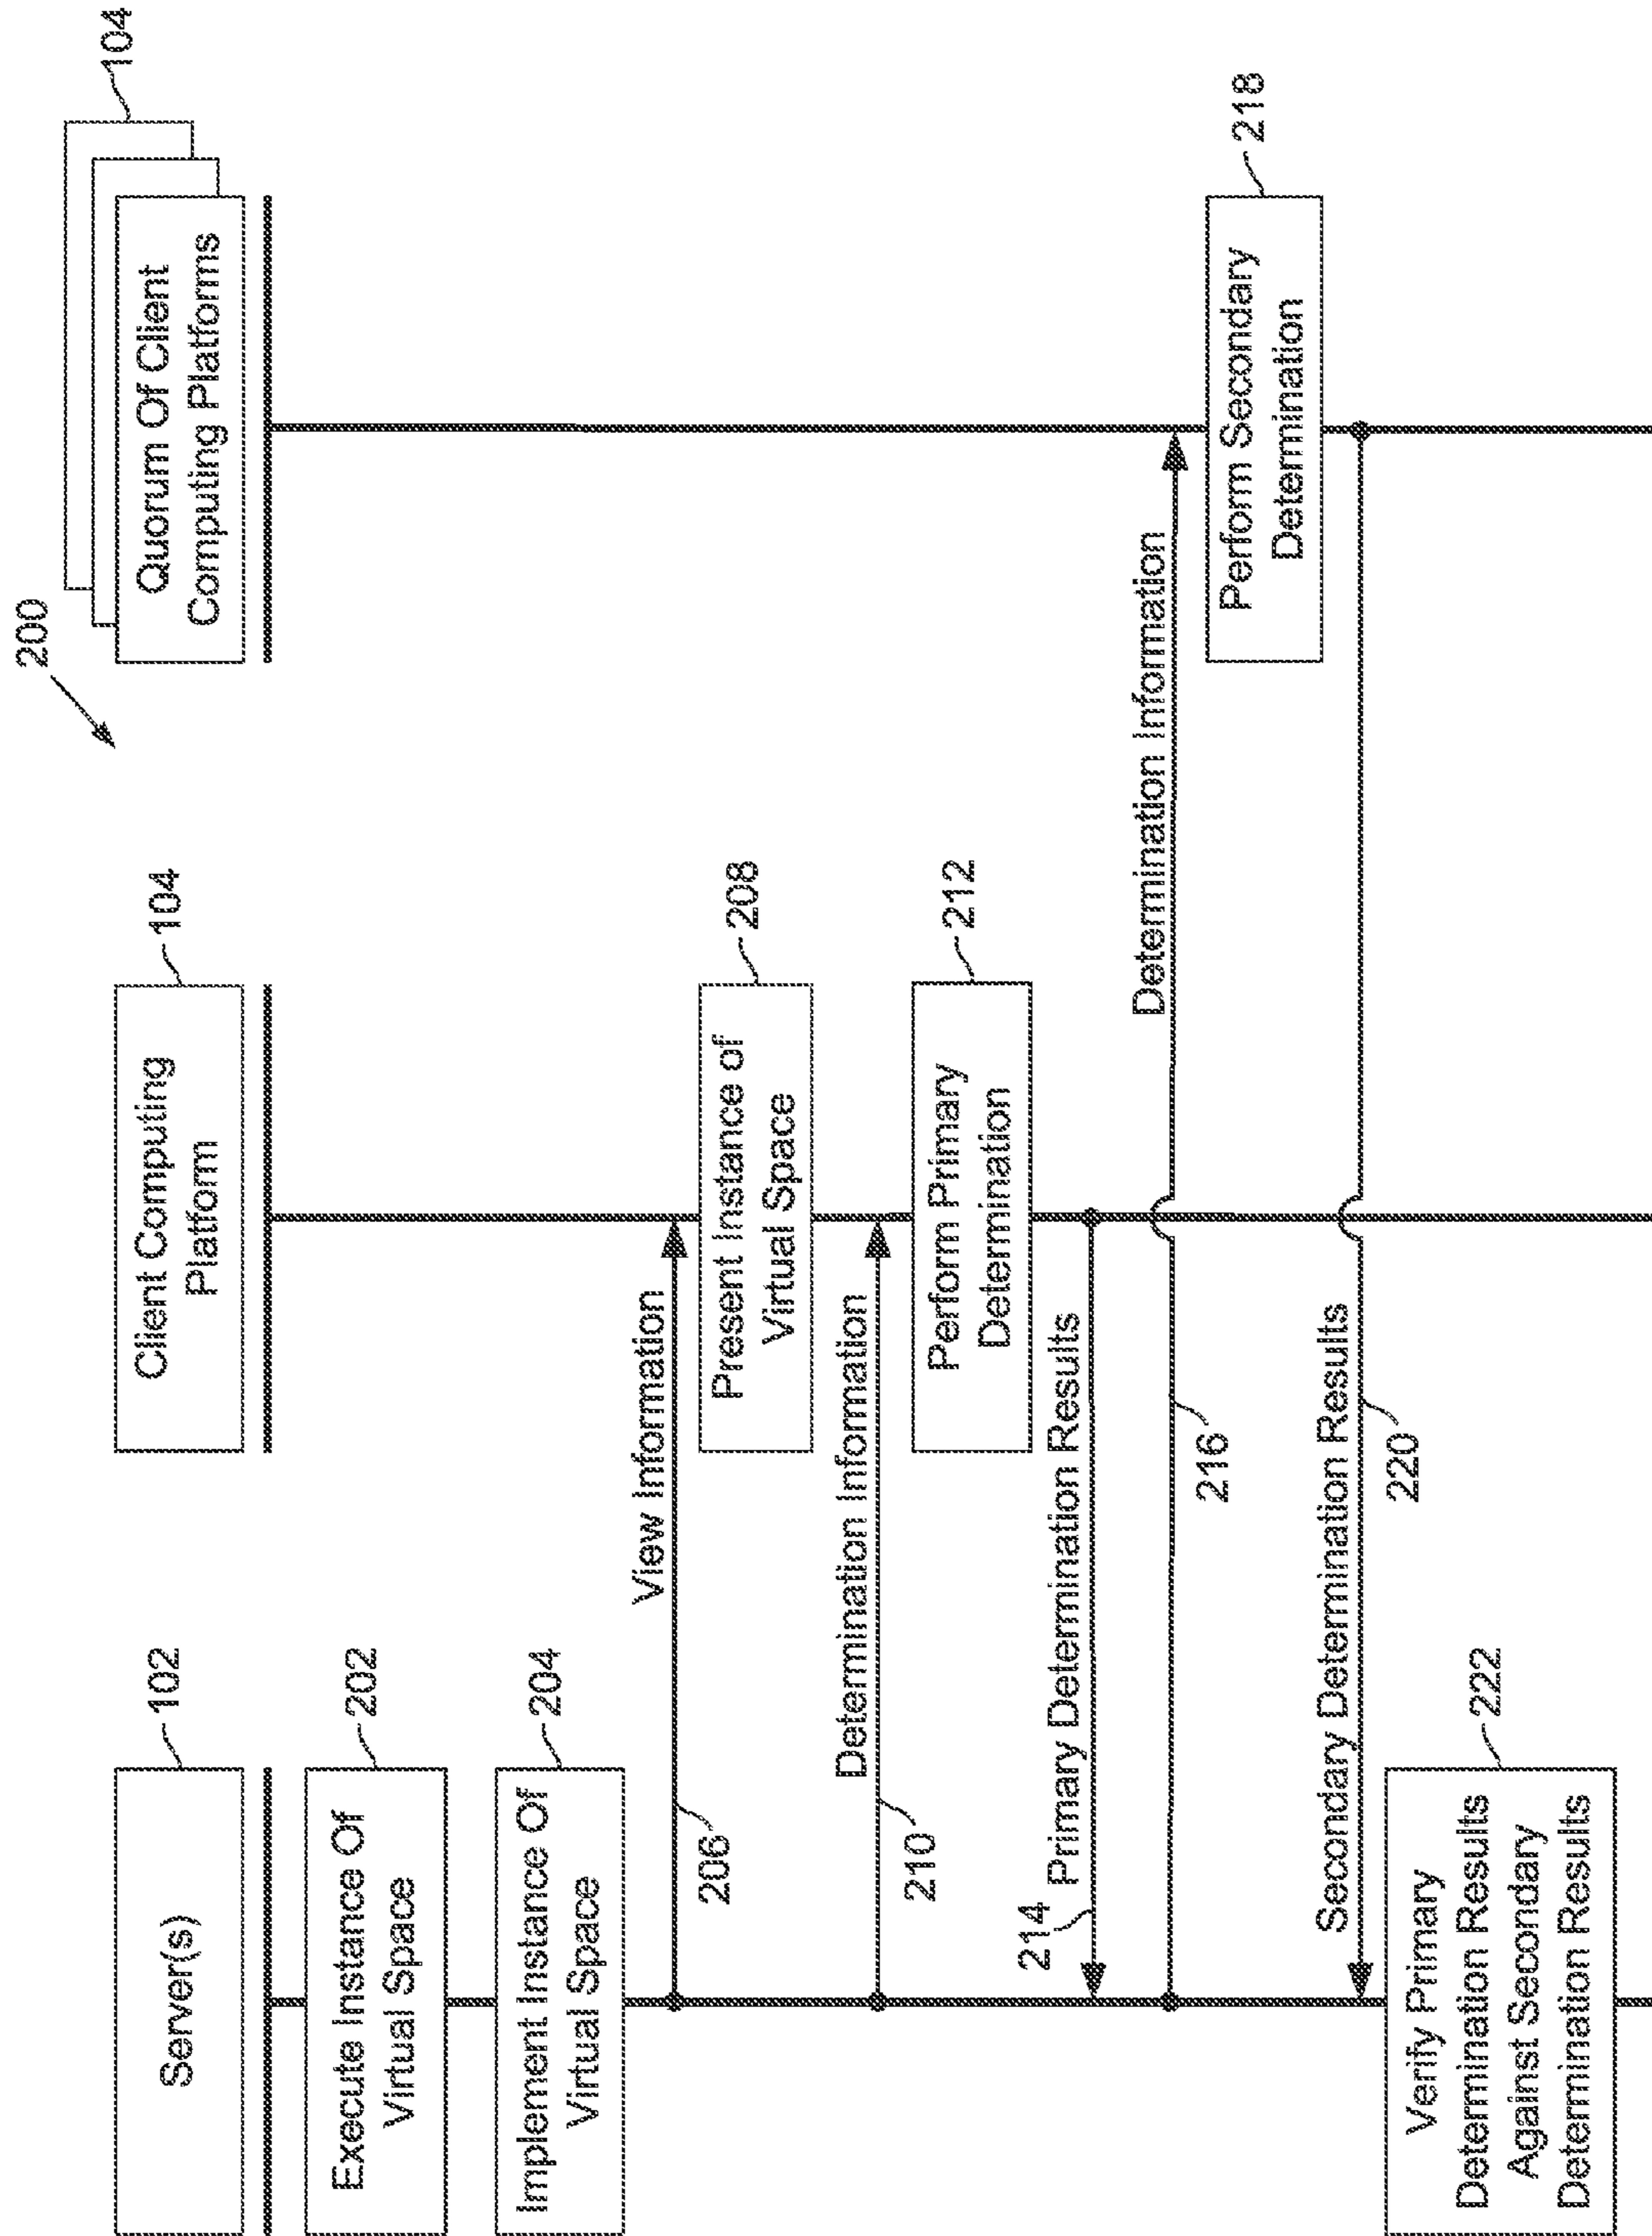 200
102
Server(s)
104
Client Computing
Platform
104
Quorum Of Client
Computing Platforms
202
Execute Instance Of
Virtual Space
204
Implement Instance Of
Virtual Space
View Information
206
208
Present Instance of
Virtual Space
Determination Information
210
212
Perform Primary
Determination
214
Primary Determination Results
Determination Information
216
218
Perform Secondary
Determination
Secondary Determination Results
220
222
Verify Primary
Determination Results
Against Secondary
Determination Results